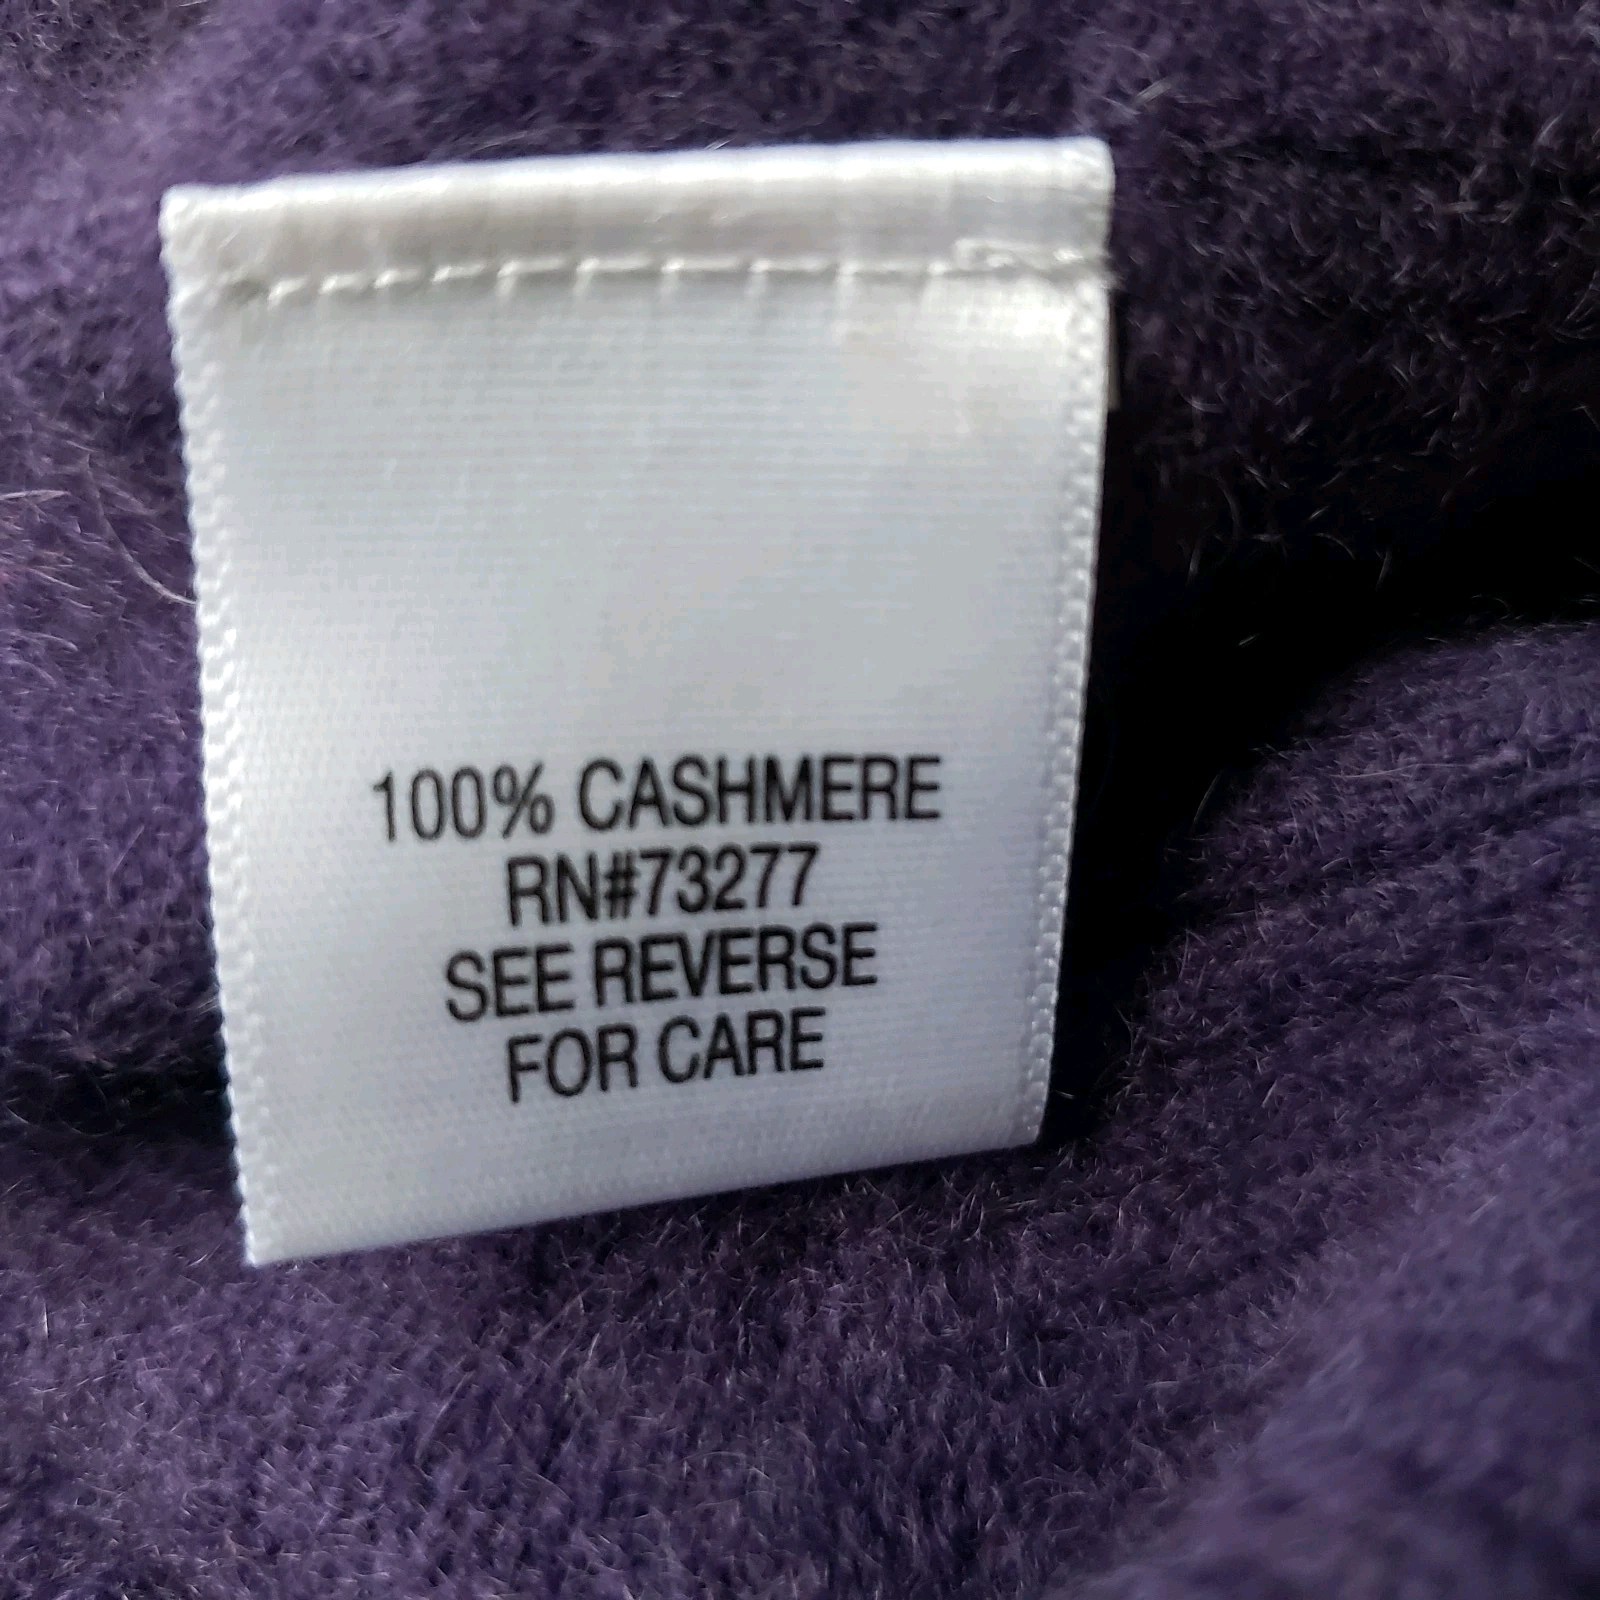 100% CASHMERE
RN#73277
SEE REVERSE
FOR CARE